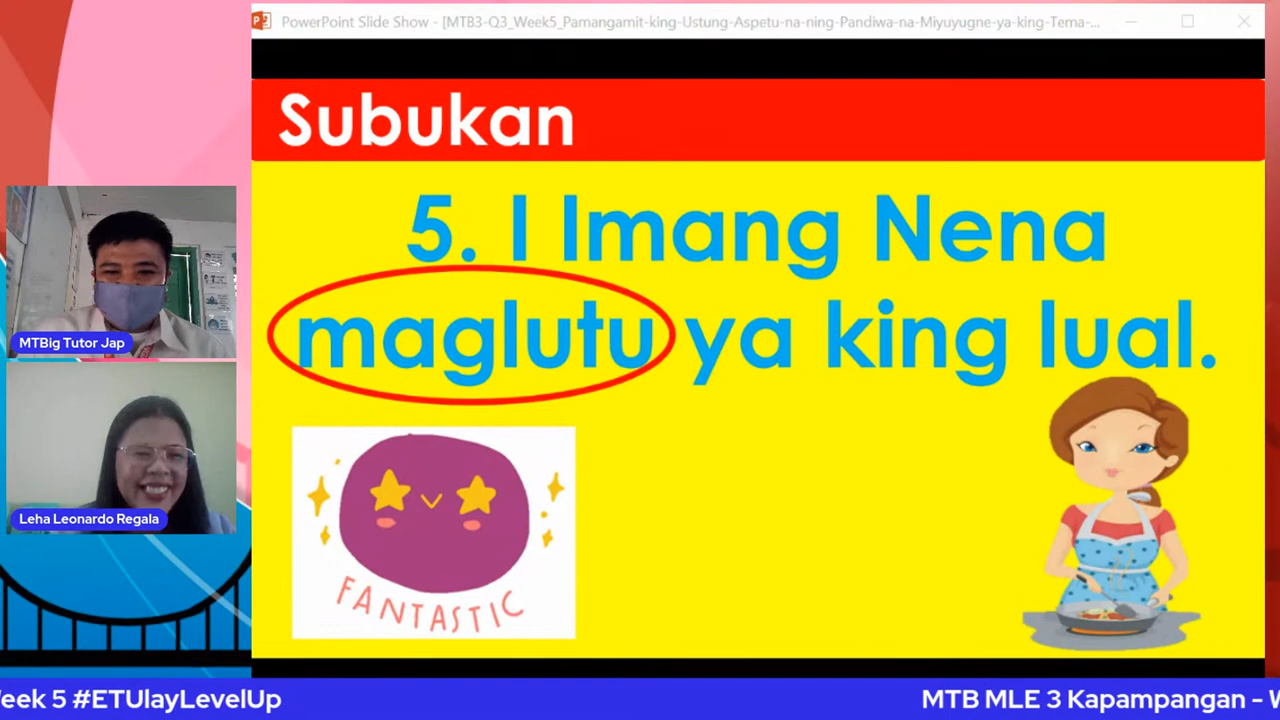 PowerPoint Slide Show - [MTB3-Q3_Week5_Pamangamit-king-Ustung-Aspetu-na-ning-Pandiwa-na-Miyuyugne-ya-king-Tema-...
Subukan
5. I Imang Nena
maglutu ya king lual.
FANTASTIC
MTBig Tutor Jap
Leha Leonardo Regala
eek 5 #ETUlayLevelUp
MTB MLE 3 Kapampangan -